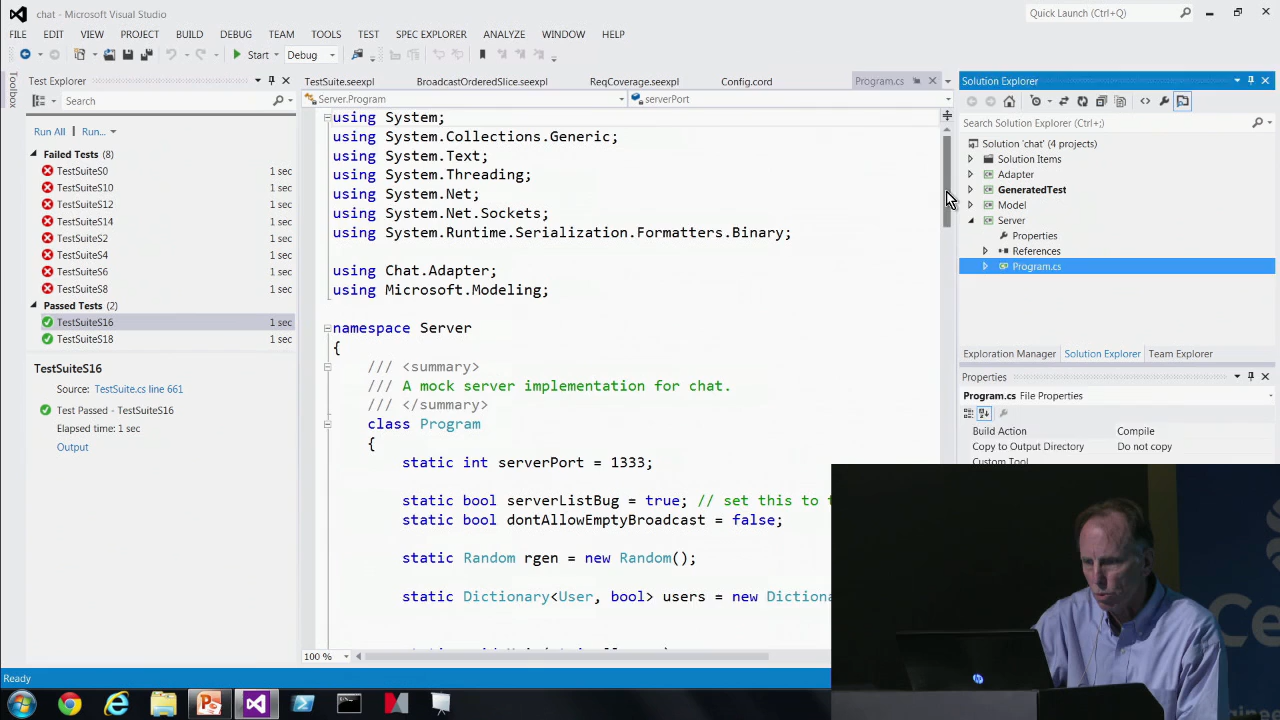 chat - Microsoft Visual Studio
Quick Launch (Ctrl+Q)
FILE EDIT VIEW PROJECT BUILD DEBUG TEAM TOOLS TEST SPEC EXPLORER ANALYZE WINDOW HELP
Start Debug
Toolbox
Test Explorer
Search
Run All Run...
Failed Tests (8)
TestSuiteS0 1 sec
TestSuiteS10 1 sec
TestSuiteS12 1 sec
TestSuiteS14 1 sec
TestSuiteS2 1 sec
TestSuiteS4 1 sec
TestSuiteS6 1 sec
TestSuiteS8 1 sec
Passed Tests (2)
TestSuiteS16 1 sec
TestSuiteS18 1 sec
TestSuiteS16
Source: TestSuite.cs line 661
Test Passed - TestSuiteS16
Elapsed time: 1 sec
Output
TestSuite.seexpl BroadcastOrderedSlice.seexpl ReqCoverage.seexpl Config.cord Program.cs
Server.Program serverPort
using System;
using System.Collections.Generic;
using System.Text;
using System.Threading;
using System.Net;
using System.Net.Sockets;
using System.Runtime.Serialization.Formatters.Binary;
using Chat.Adapter;
using Microsoft.Modeling;
namespace Server
{
/// <summary>
/// A mock server implementation for chat.
/// </summary>
class Program
{
static int serverPort = 1333;
static bool serverListBug = true; // set this to
static bool dontAllowEmptyBroadcast = false;
static Random rgen = new Random();
static Dictionary<User, bool> users = new Dictiona
100 %
Solution Explorer
Search Solution Explorer (Ctrl+;)
Solution 'chat' (4 projects)
Solution Items
Adapter
GeneratedTest
Model
Server
Properties
References
Program.cs
Exploration Manager Solution Explorer Team Explorer
Properties
Program.cs File Properties
Build Action Compile
Copy to Output Directory Do not copy
Custom Tool
Ready
Ce
hp